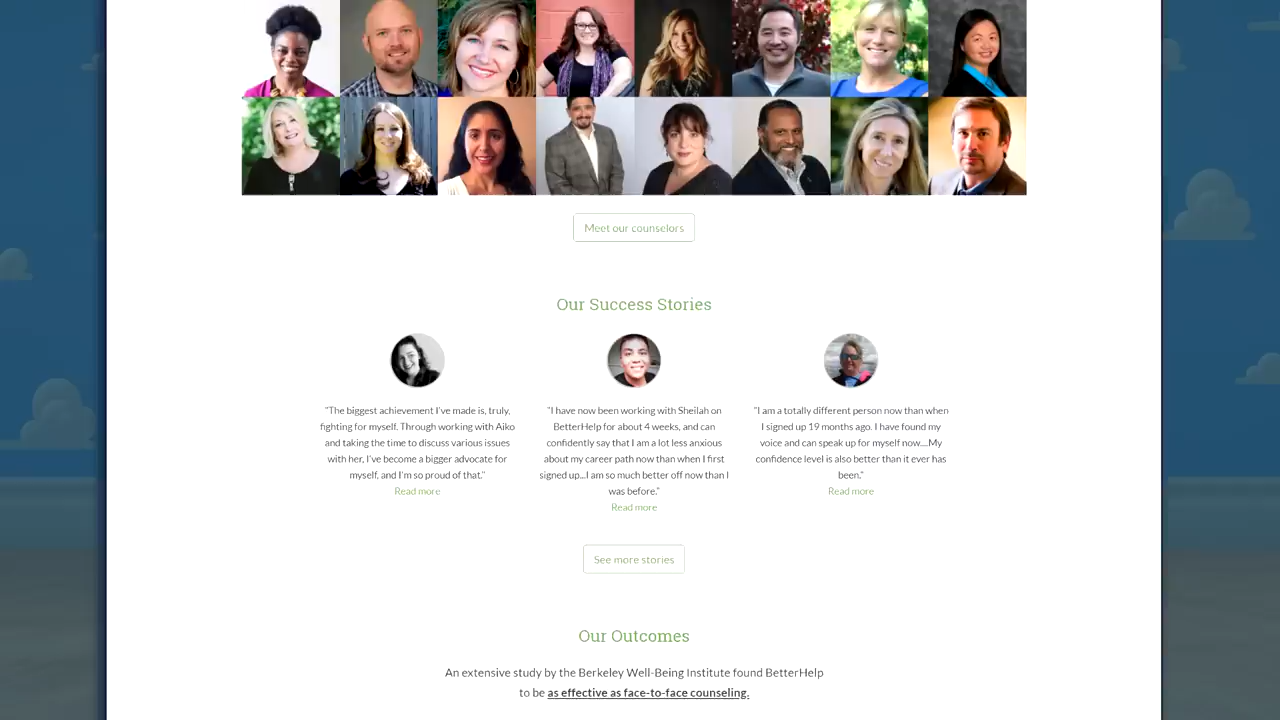 Meet our counselors
Our Success Stories
"The biggest achievement I've made is, truly,
fighting for myself. Through working with Aiko
and taking the time to discuss various issues
with her, I've become a bigger advocate for
myself, and I'm so proud of that."
Read more
"I have now been working with Sheilah on
BetterHelp for about 4 weeks, and can
confidently say that I am a lot less anxious
about my career path now than when I first
signed up...I am so much better off now than I
was before."
Read more
"I am a totally different person now than when
I signed up 19 months ago. I have found my
voice and can speak up for myself now....My
confidence level is also better than it ever has
been."
Read more
See more stories
Our Outcomes
An extensive study by the Berkeley Well-Being Institute found BetterHelp
to be as effective as face-to-face counseling.